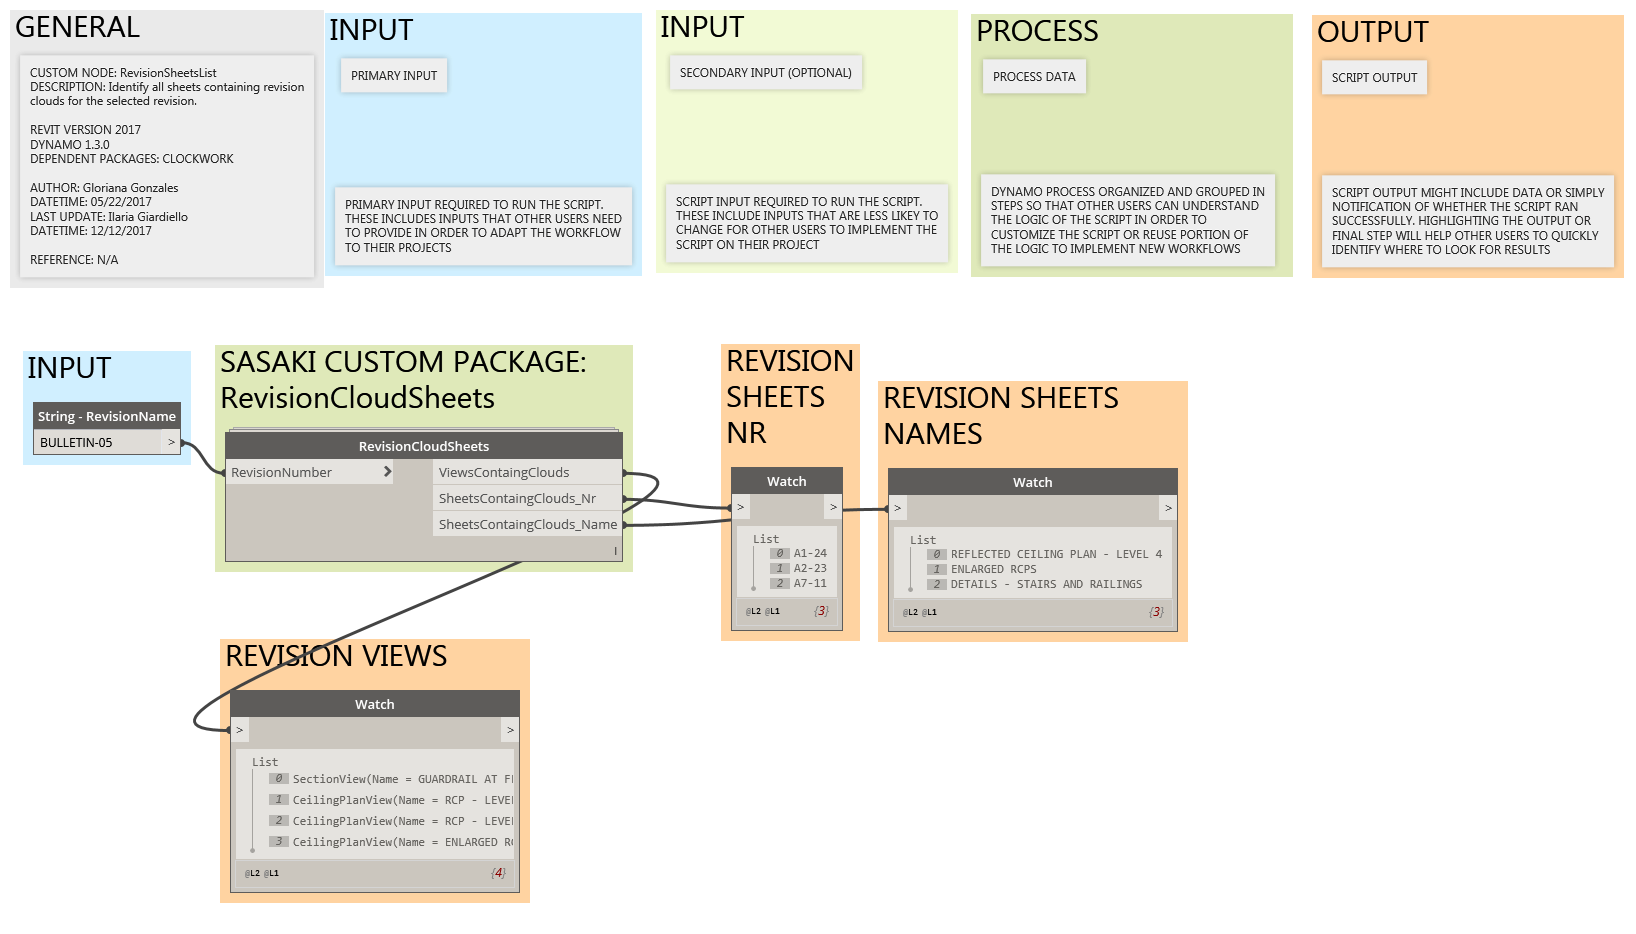 GENERAL
CUSTOM NODE: RevisionSheetsList
DESCRIPTION: Identify all sheets containing revision
clouds for the selected revision.
REVIT VERSION 2017
DYNAMO 1.3.0
DEPENDENT PACKAGES: CLOCKWORK
AUTHOR: Gloriana Gonzales
DATETIME: 05/22/2017
LAST UPDATE: Ilaria Giardiello
DATETIME: 12/12/2017
REFERENCE: N/A
INPUT
PRIMARY INPUT
PRIMARY INPUT REQUIRED TO RUN THE SCRIPT.
THESE INCLUDES INPUTS THAT OTHER USERS NEED
TO PROVIDE IN ORDER TO ADAPT THE WORKFLOW
TO THEIR PROJECTS
INPUT
SECONDARY INPUT (OPTIONAL)
SCRIPT INPUT REQUIRED TO RUN THE SCRIPT.
THESE INCLUDE INPUTS THAT ARE LESS LIKEY TO
CHANGE FOR OTHER USERS TO IMPLEMENT THE
SCRIPT ON THEIR PROJECT
PROCESS
PROCESS DATA
DYNAMO PROCESS ORGANIZED AND GROUPED IN
STEPS SO THAT OTHER USERS CAN UNDERSTAND
THE LOGIC OF THE SCRIPT IN ORDER TO
CUSTOMIZE THE SCRIPT OR REUSE PORTION OF
THE LOGIC TO IMPLEMENT NEW WORKFLOWS
OUTPUT
SCRIPT OUTPUT
SCRIPT OUTPUT MIGHT INCLUDE DATA OR SIMPLY
NOTIFICATION OF WHETHER THE SCRIPT RAN
SUCCESSFULLY. HIGHLIGHTING THE OUTPUT OR
FINAL STEP WILL HELP OTHER USERS TO QUICKLY
IDENTIFY WHERE TO LOOK FOR RESULTS
INPUT
String - RevisionName
BULLETIN-05 >
SASAKI CUSTOM PACKAGE:
RevisionCloudSheets
RevisionCloudSheets
RevisionNumber >
ViewsContaingClouds
SheetsContaingClouds_Nr
SheetsContaingClouds_Name
I
REVISION
SHEETS
NR
Watch
> >
List
0 A1-24
1 A2-23
2 A7-11
@L2 @L1 {3}
REVISION SHEETS
NAMES
Watch
> >
List
0 REFLECTED CEILING PLAN - LEVEL 4
1 ENLARGED RCPS
2 DETAILS - STAIRS AND RAILINGS
@L2 @L1 {3}
REVISION VIEWS
Watch
> >
List
0 SectionView(Name = GUARDRAIL AT
1 CeilingPlanView(Name = RCP - LEVE
2 CeilingPlanView(Name = RCP - LEVE
3 CeilingPlanView(Name = ENLARGED
@L2 @L1 {4}